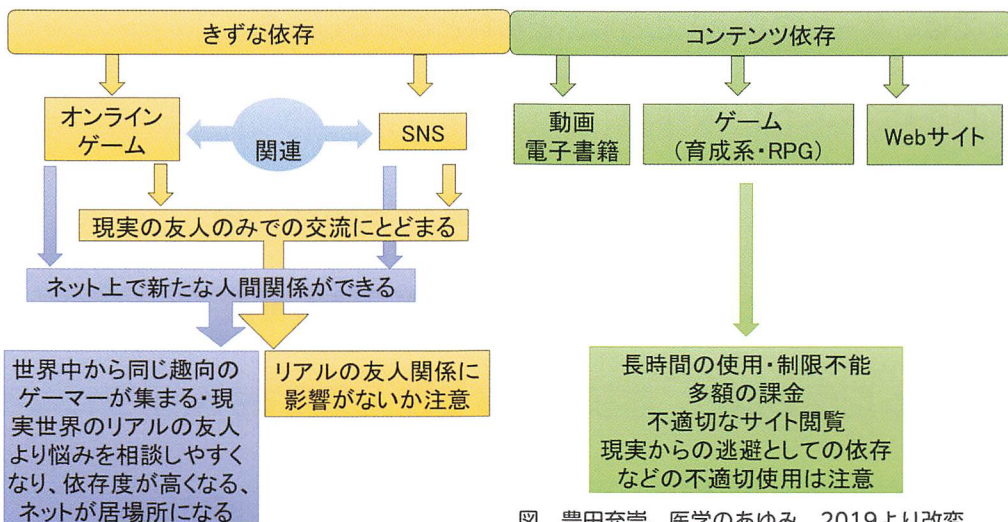 きずな依存
コンテンツ依存
オンライン
ゲーム
関連
SNS
動画
電子書籍
ゲーム
(育成系・RPG)
Webサイト
現実の友人のみでの交流にとどまる
ネット上で新たな人間関係ができる
世界中から同じ趣向の
ゲーマーが集まる・現
実世界のリアルの友人
より悩みを相談しやすく
なり、依存度が高くなる、
ネットが居場所になる
リアルの友人関係に
影響がないか注意
長時間の使用・制限不能
多額の課金
不適切なサイト閲覧
現実からの逃避としての依存
などの不適切使用は注意
図 豊田充崇 医学のあゆみ 2019より改変